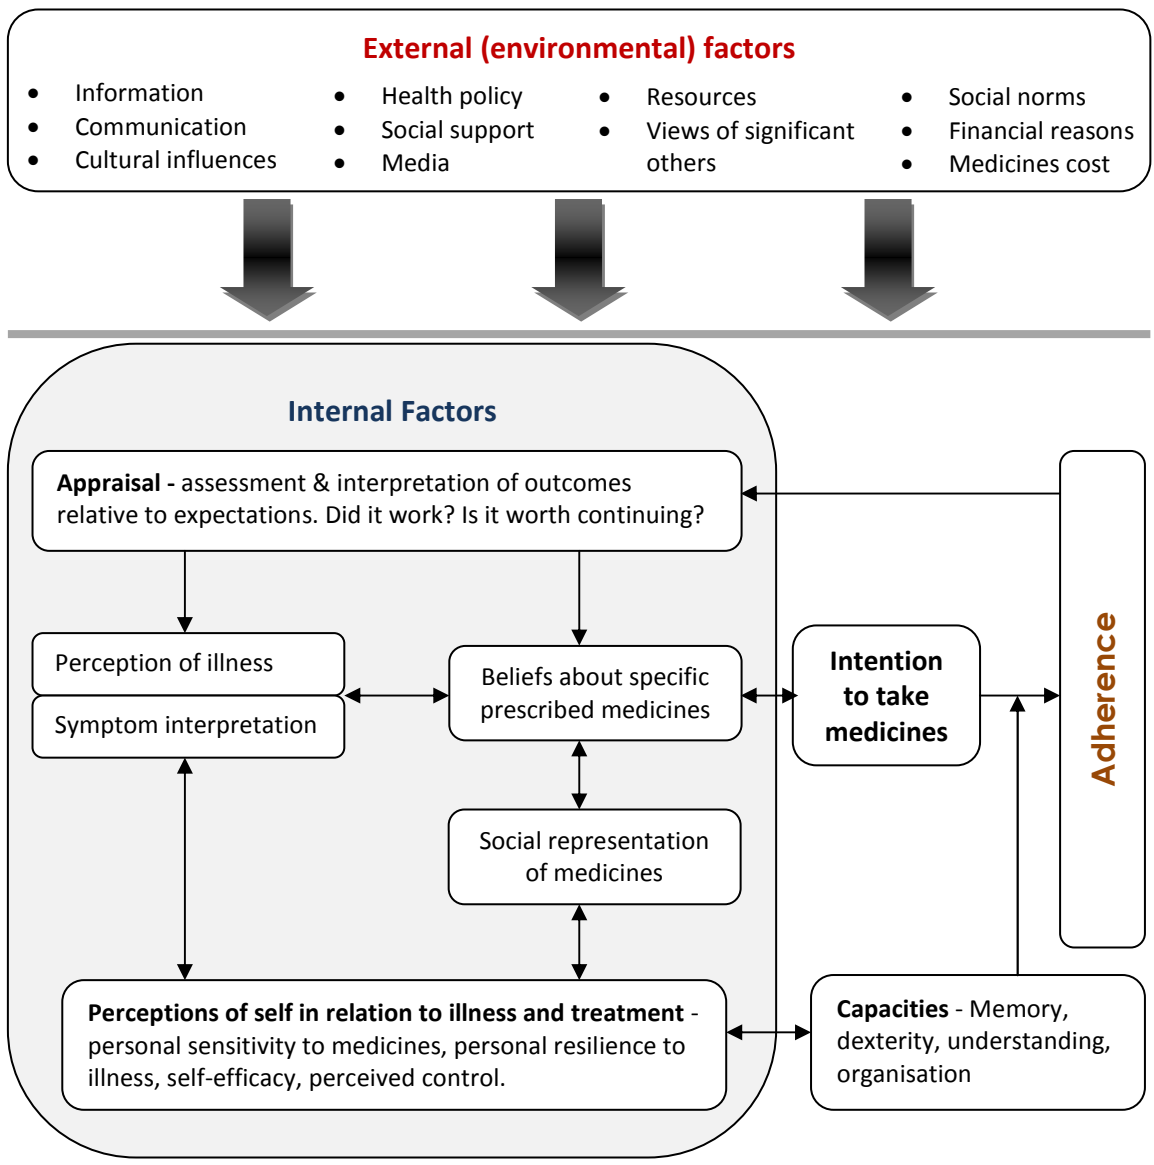 External (environmental) factors
• Information
• Communication
• Cultural influences
• Health policy
• Social support
• Media
• Resources
• Views of significant
others
• Social norms
• Financial reasons
• Medicines cost
Internal Factors
Appraisal - assessment & interpretation of outcomes
relative to expectations. Did it work? Is it worth continuing?
Perception of illness
Symptom interpretation
Beliefs about specific
prescribed medicines
Intention
to take
medicines
Adherence
Social representation
of medicines
Perceptions of self in relation to illness and treatment -
personal sensitivity to medicines, personal resilience to
illness, self-efficacy, perceived control.
Capacities - Memory,
dexterity, understanding,
organisation